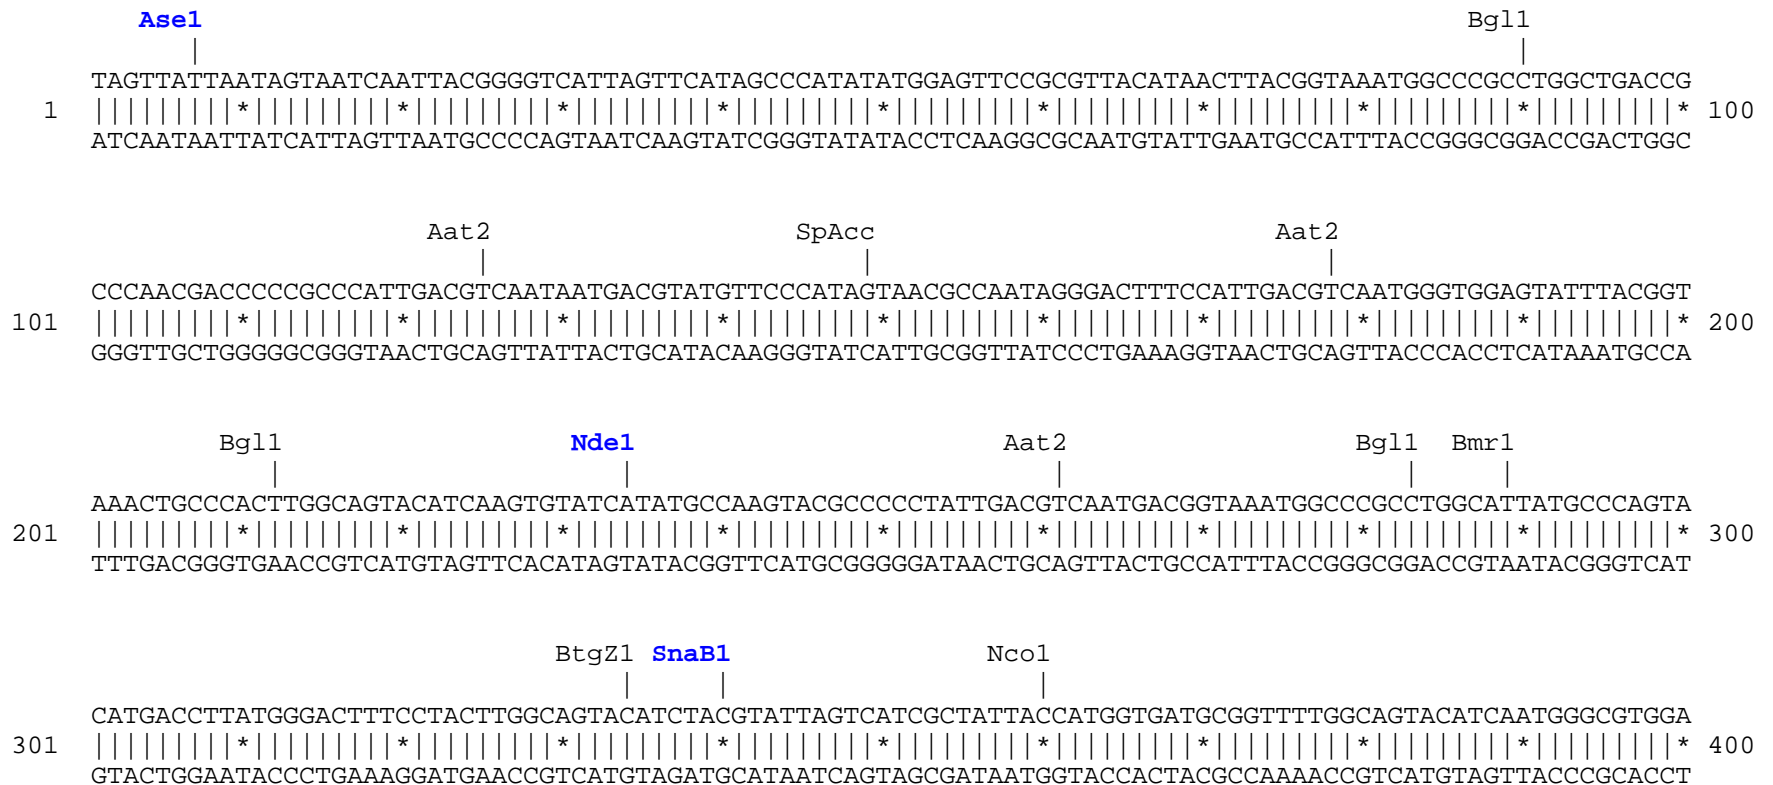 Ase1 Bgl1
| |
TAGTTATTAATAGTAATCAATTACGGGGTCATTAGTTCATAGCCCATATATGGAGTTCCGCGTTACATAACTTACGGTAAATGGCCCGCCTGGCTGACCG
1 |||||||||*|||||||||*|||||||||*|||||||||*|||||||||*|||||||||*|||||||||*|||||||||*|||||||||*|||||||||* 100
ATCAATAATTATCATTAGTTAATGCCCCAGTAATCAAGTATCGGGTATATACCTCAAGGCGCAATGTATTGAATGCCATTTACCGGGCGGACCGACTGGC
Aat2 SpAcc Aat2
| | |
CCCAACGACCCCCGCCCATTGACGTCAATAATGACGTATGTTCCCATAGTAACGCCAATAGGGACTTTCCATTGACGTCAATGGGTGGAGTATTTACGGT
101 |||||||||*|||||||||*|||||||||*|||||||||*|||||||||*|||||||||*|||||||||*|||||||||*|||||||||*|||||||||* 200
GGGTTGCTGGGGGCGGGTAACTGCAGTTATTACTGCATACAAGGGTATCATTGCGGTTATCCCTGAAAGGTAACTGCAGTTACCCACCTCATAAATGCCA
Bgl1 Nde1 Aat2 Bgl1 Bmr1
| | | | |
AAACTGCCCACTTGGCAGTACATCAAGTGTATCATATGCCAAGTACGCCCCCTATTGACGTCAATGACGGTAAATGGCCCGCCTGGCATTATGCCCAGTA
201 |||||||||*|||||||||*|||||||||*|||||||||*|||||||||*|||||||||*|||||||||*|||||||||*|||||||||*|||||||||* 300
TTTGACGGGTGAACCGTCATGTAGTTCACATAGTATACGGTTCATGCGGGGGATAACTGCAGTTACTGCCATTTACCGGGCGGACCGTAATACGGGTCAT
BtgZ1 SnaB1 Nco1
| | |
CATGACCTTATGGGACTTTCCTACTTGGCAGTACATCTACGTATTAGTCATCGCTATTACCATGGTGATGCGGTTTTGGCAGTACATCAATGGGCGTGGA
301 |||||||||*|||||||||*|||||||||*|||||||||*|||||||||*|||||||||*|||||||||*|||||||||*|||||||||*|||||||||* 400
GTACTGGAATACCCTGAAAGGATGAACCGTCATGTAGATGCATAATCAGTAGCGATAATGGTACCACTACGCCAAAACCGTCATGTAGTTACCCGCACCT